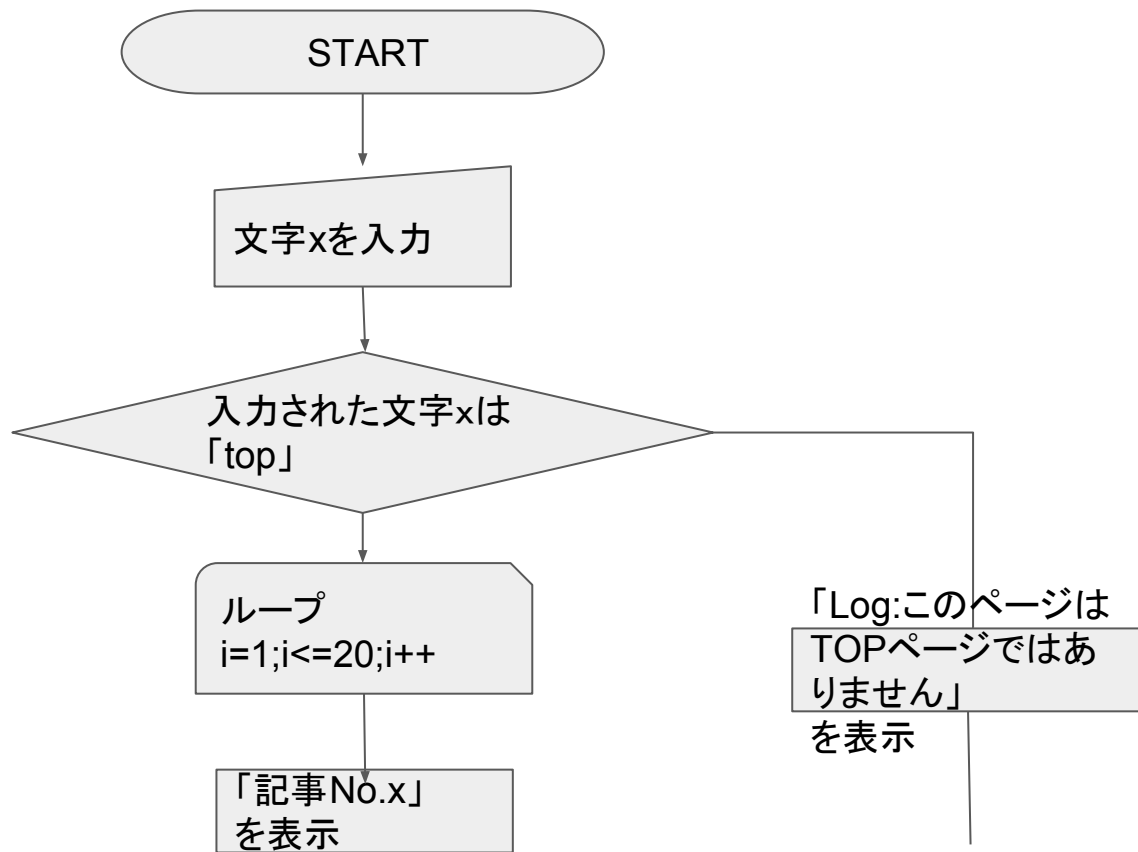 START
文字xを入力
入力された文字xは
「top」
ループ
i=1;i<=20;i++
「Log:このページは
TOPページではあ
りません」
を表示
「記事No.x」
を表示